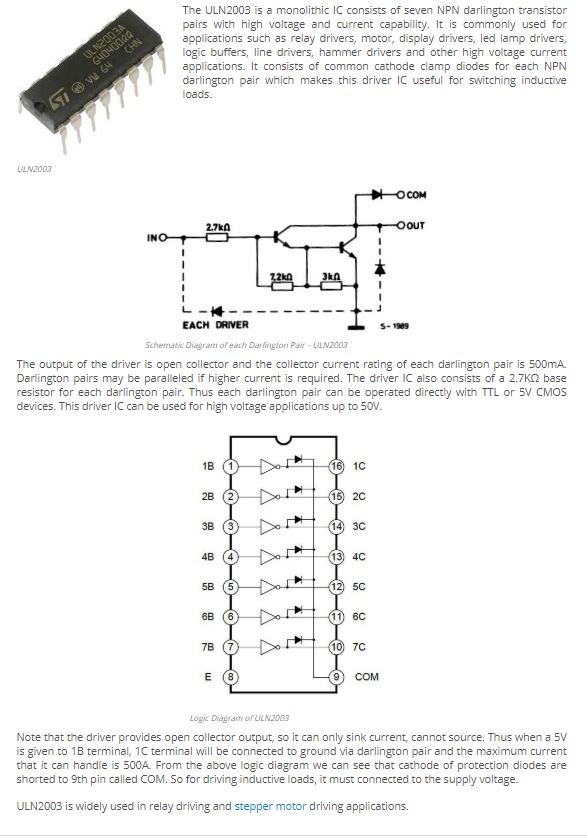 The ULN2003 is a monolithic IC consists of seven NPN darlington transistor
pairs with high voltage and current capability. It is commonly used for
applications such as relay drivers, motor, display drivers, led lamp drivers,
logic buffers, line drivers, hammer drivers and other high voltage current
applications. It consists of common cathode clamp diodes for each NPN
darlington pair which makes this driver IC useful for switching inductive
loads.
ULN2003A
CHN
VW G4
ST
ULN2003
COM
2.7kΩ
OUT
IN
7.2kΩ 3kΩ
EACH DRIVER
S-1989
Schematic Diagram of each Darlington Pair – ULN2003
The output of the driver is open collector and the collector current rating of each darlington pair is 500mA.
Darlington pairs may be paralleled if higher current is required. The driver IC also consists of a 2.7KΩ base
resistor for each darlington pair. Thus each darlington pair can be operated directly with TTL or 5V CMOS
devices. This driver IC can be used for high voltage applications up to 50V.
1B 1 16 1C
2B 2 15 2C
3B 3 14 3C
4B 4 13 4C
5B 5 12 5C
6B 6 11 6C
7B 7 10 7C
E 8 9 COM
Logic Diagram of ULN2003
Note that the driver provides open collector output, so it can only sink current, cannot source. Thus when a 5V
is given to 1B terminal, 1C terminal will be connected to ground via darlington pair and the maximum current
that it can handle is 500A. From the above logic diagram we can see that cathode of protection diodes are
shorted to 9th pin called COM. So for driving inductive loads, it must connected to the supply voltage.
ULN2003 is widely used in relay driving and stepper motor driving applications.